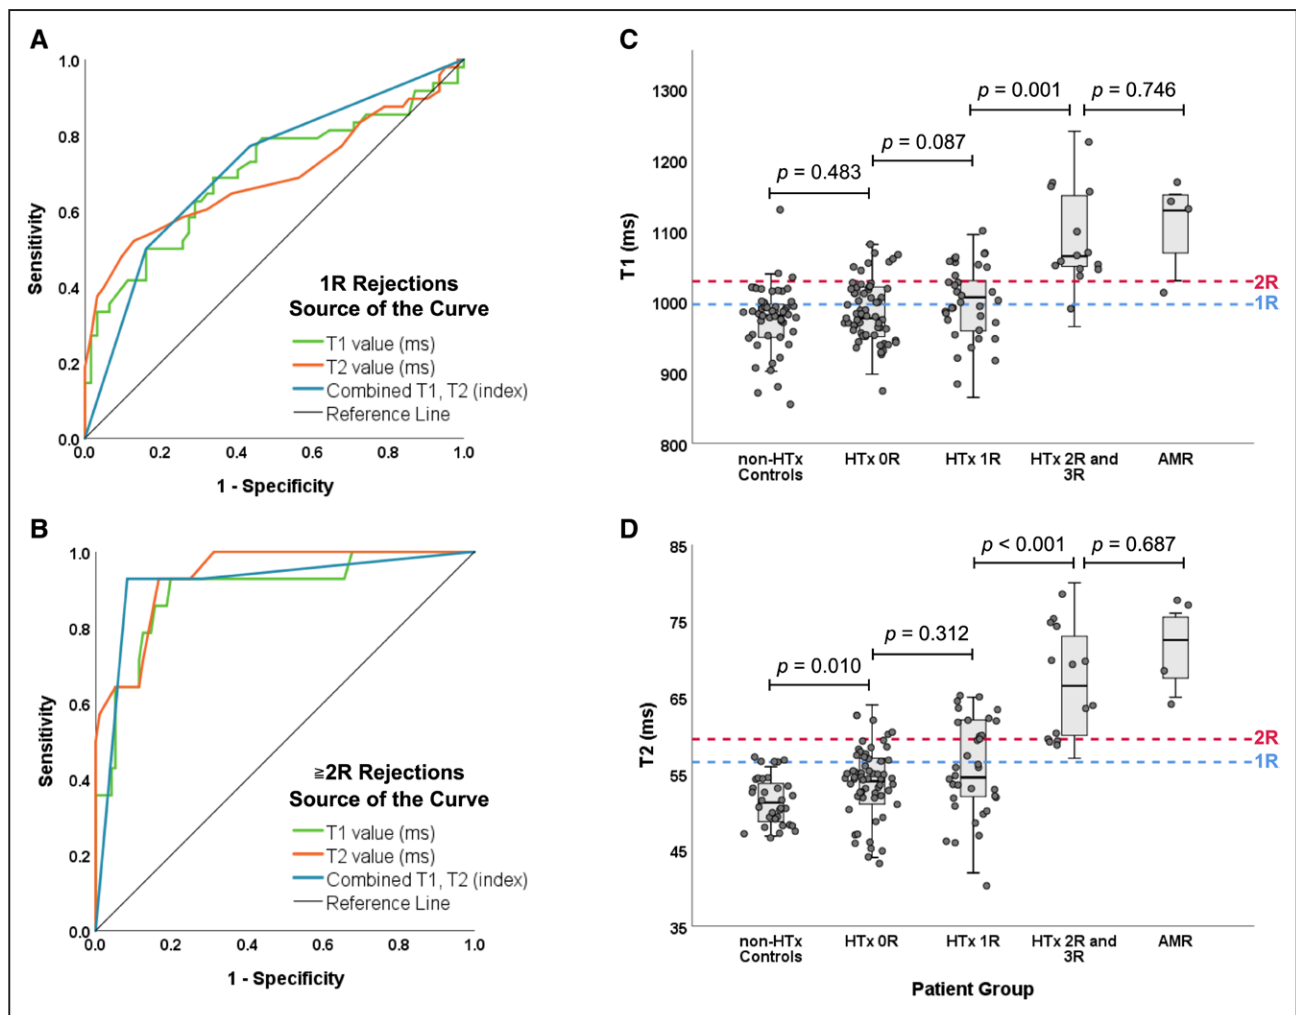 A
1.0
0.8
0.6
0.4
0.2
0.0
Sensitivity
1R Rejections
Source of the Curve
T1 value (ms)
T2 value (ms)
Combined T1, T2 (index)
Reference Line
0.0 0.2 0.4 0.6 0.8 1.0
1 - Specificity
B
1.0
0.8
0.6
0.4
0.2
0.0
Sensitivity
≧2R Rejections
Source of the Curve
T1 value (ms)
T2 value (ms)
Combined T1, T2 (index)
Reference Line
0.0 0.2 0.4 0.6 0.8 1.0
1 - Specificity
C
1300
1200
1100
1000
900
800
T1 (ms)
p = 0.483
p = 0.087
p = 0.001
p = 0.746
2R
1R
non-HTx
Controls
HTx 0R
HTx 1R
HTx 2R and
3R
AMR
D
85
75
65
55
45
35
T2 (ms)
p = 0.010
p = 0.312
p < 0.001
p = 0.687
2R
1R
non-HTx
Controls
HTx 0R
HTx 1R
HTx 2R and
3R
AMR
Patient Group